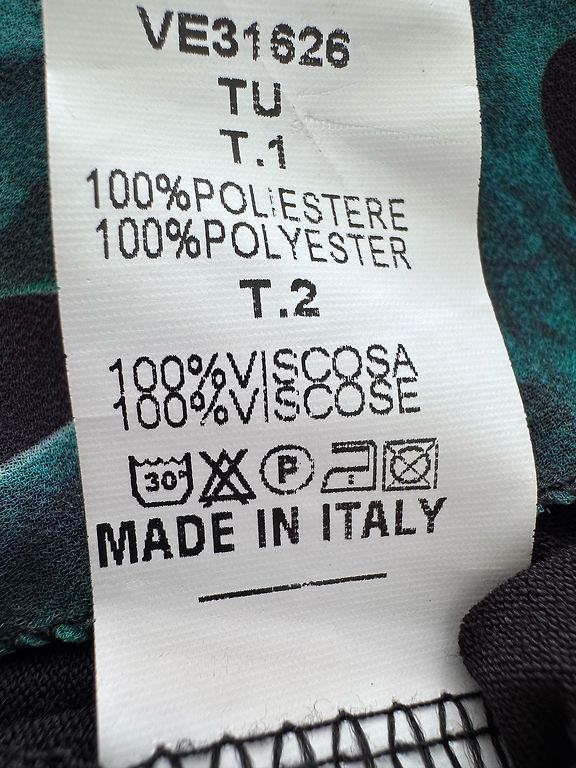 VE31626
TU
T.1
100%POLIESTERE
100%POLYESTER
T.2
100%VISCOSA
100%VISCOSE
30°
P
MADE IN ITALY